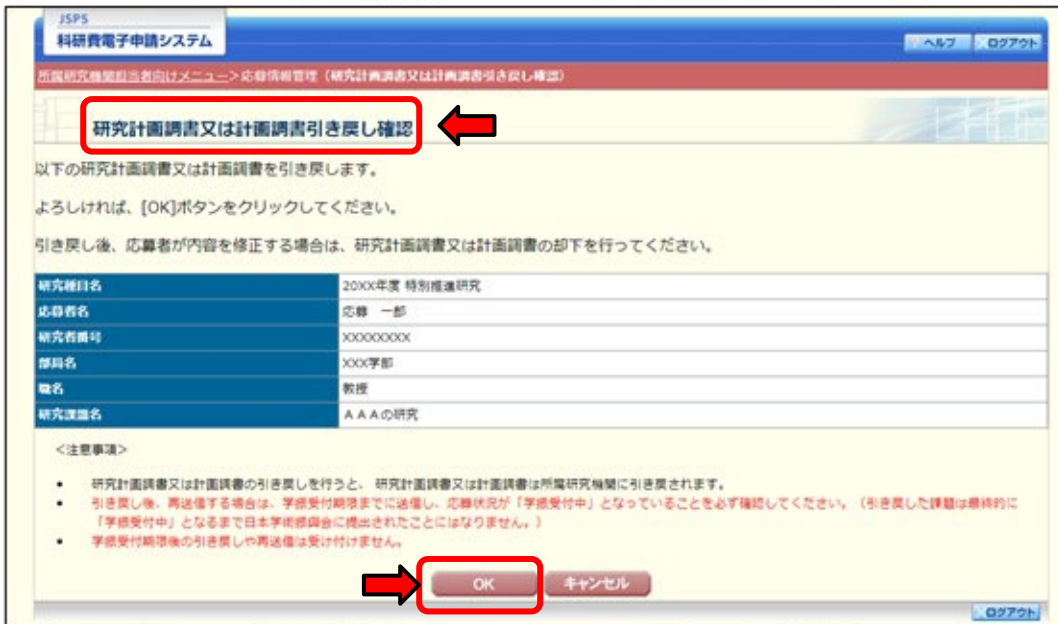 JSPS
科研費電子申請システム
ヘルプ
ログアウト
所属研究機関担当者向けメニュー>応募情報管理（研究計画調書又は計画調書引き戻し確認）
研究計画調書又は計画調書引き戻し確認
以下の研究計画調書又は計画調書を引き戻します。
よろしければ、[OK]ボタンをクリックしてください。
引き戻し後、応募者が内容を修正する場合は、研究計画調書又は計画調書の却下を行ってください。
研究種目名 20XX年度 特別推進研究
応募者名 応募　一郎
研究者番号 XXXXXXXX
部局名 XXX学部
職名 教授
研究課題名 ＡＡＡの研究
＜注意事項＞
• 研究計画調書又は計画調書の引き戻しを行うと、 研究計画調書又は計画調書は所属研究機関に引き戻されます。
• 引き戻し後、再送信する場合は、学振受付期限までに送信し、応募状況が「学振受付中」となっていることを必ず確認してください。（引き戻した課題は最終的に
「学振受付中」となるまで日本学術振興会に提出されたことにはなりません。）
• 学振受付期限後の引き戻しや再送信は受け付けません。
OK
キャンセル
ログアウト